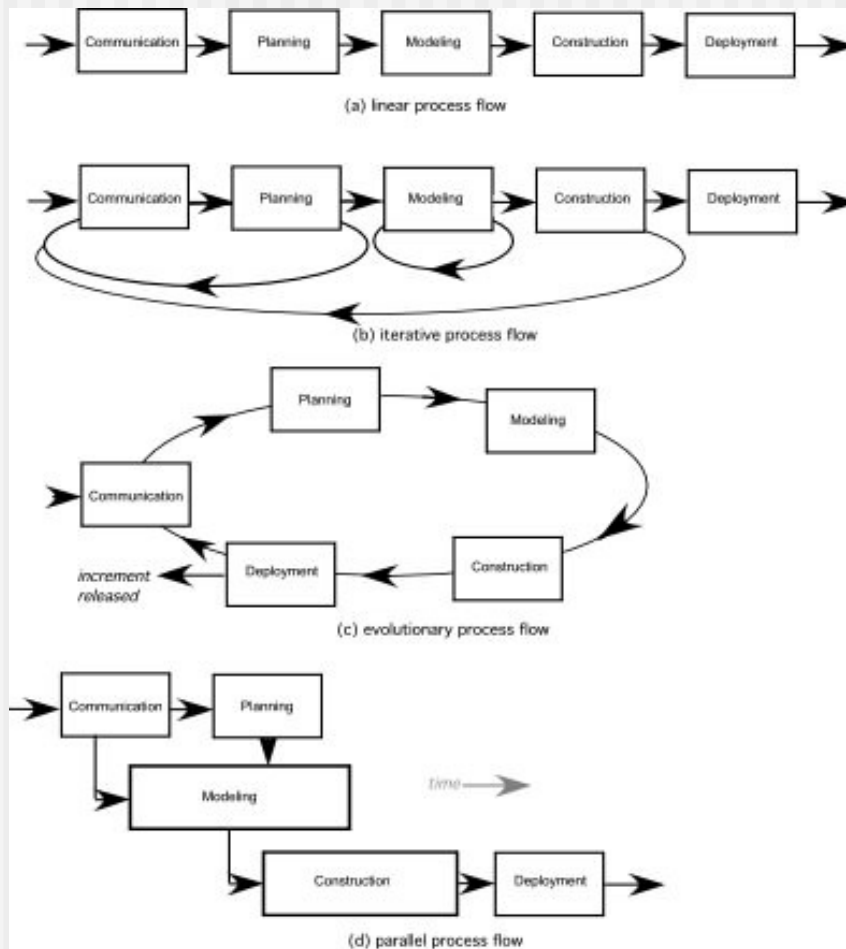 Communication
Planning
Modeling
Construction
Deployment
(a) linear process flow
Communication
Planning
Modeling
Construction
Deployment
(b) iterative process flow
Planning
Modeling
Communication
Construction
Deployment
increment
released
(c) evolutionary process flow
Communication
Planning
time
Modeling
Construction
Deployment
(d) parallel process flow